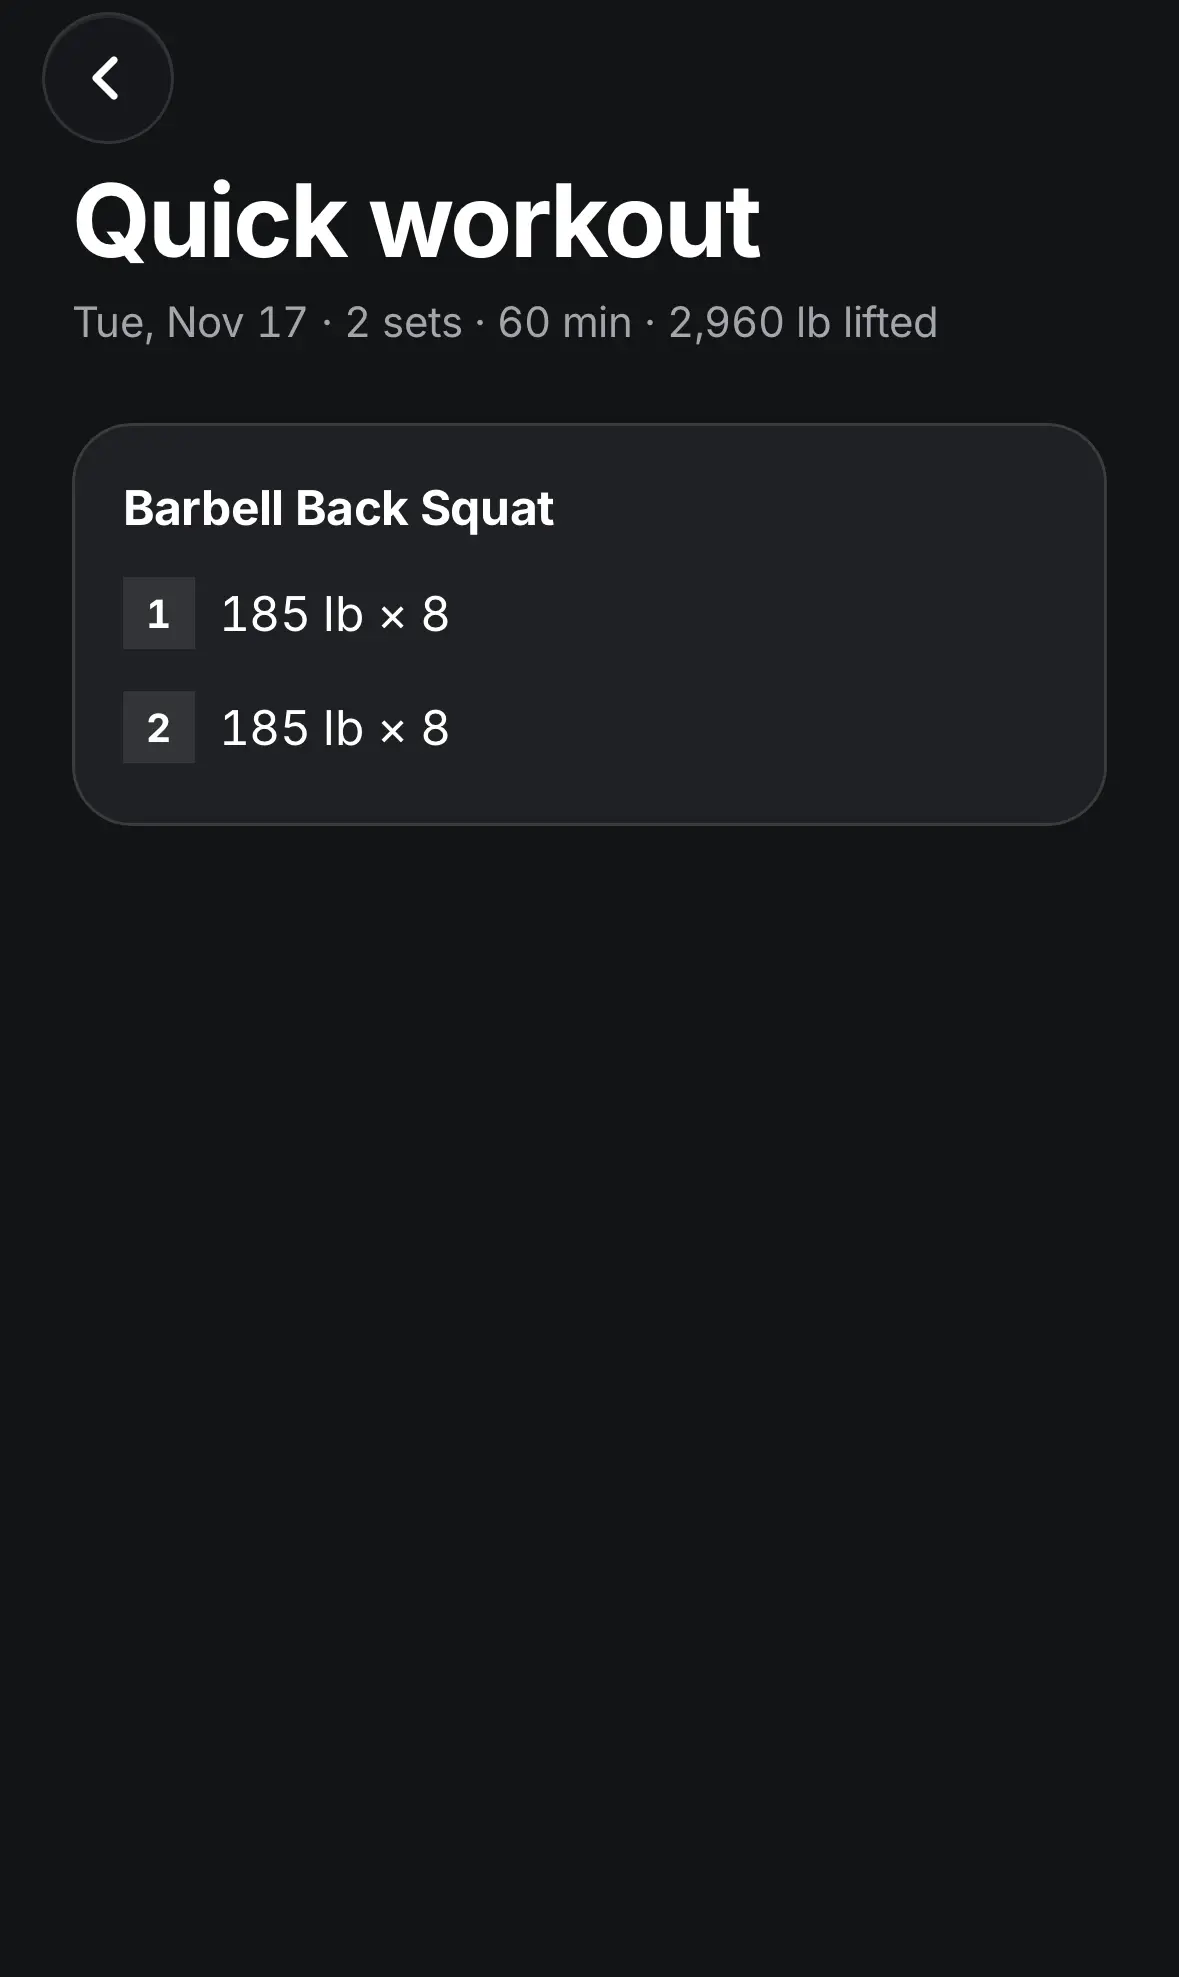 Quick workout
Tue, Nov 17 · 2 sets · 60 min · 2,960 lb lifted
Barbell Back Squat
1 185 lb × 8
2 185 lb × 8